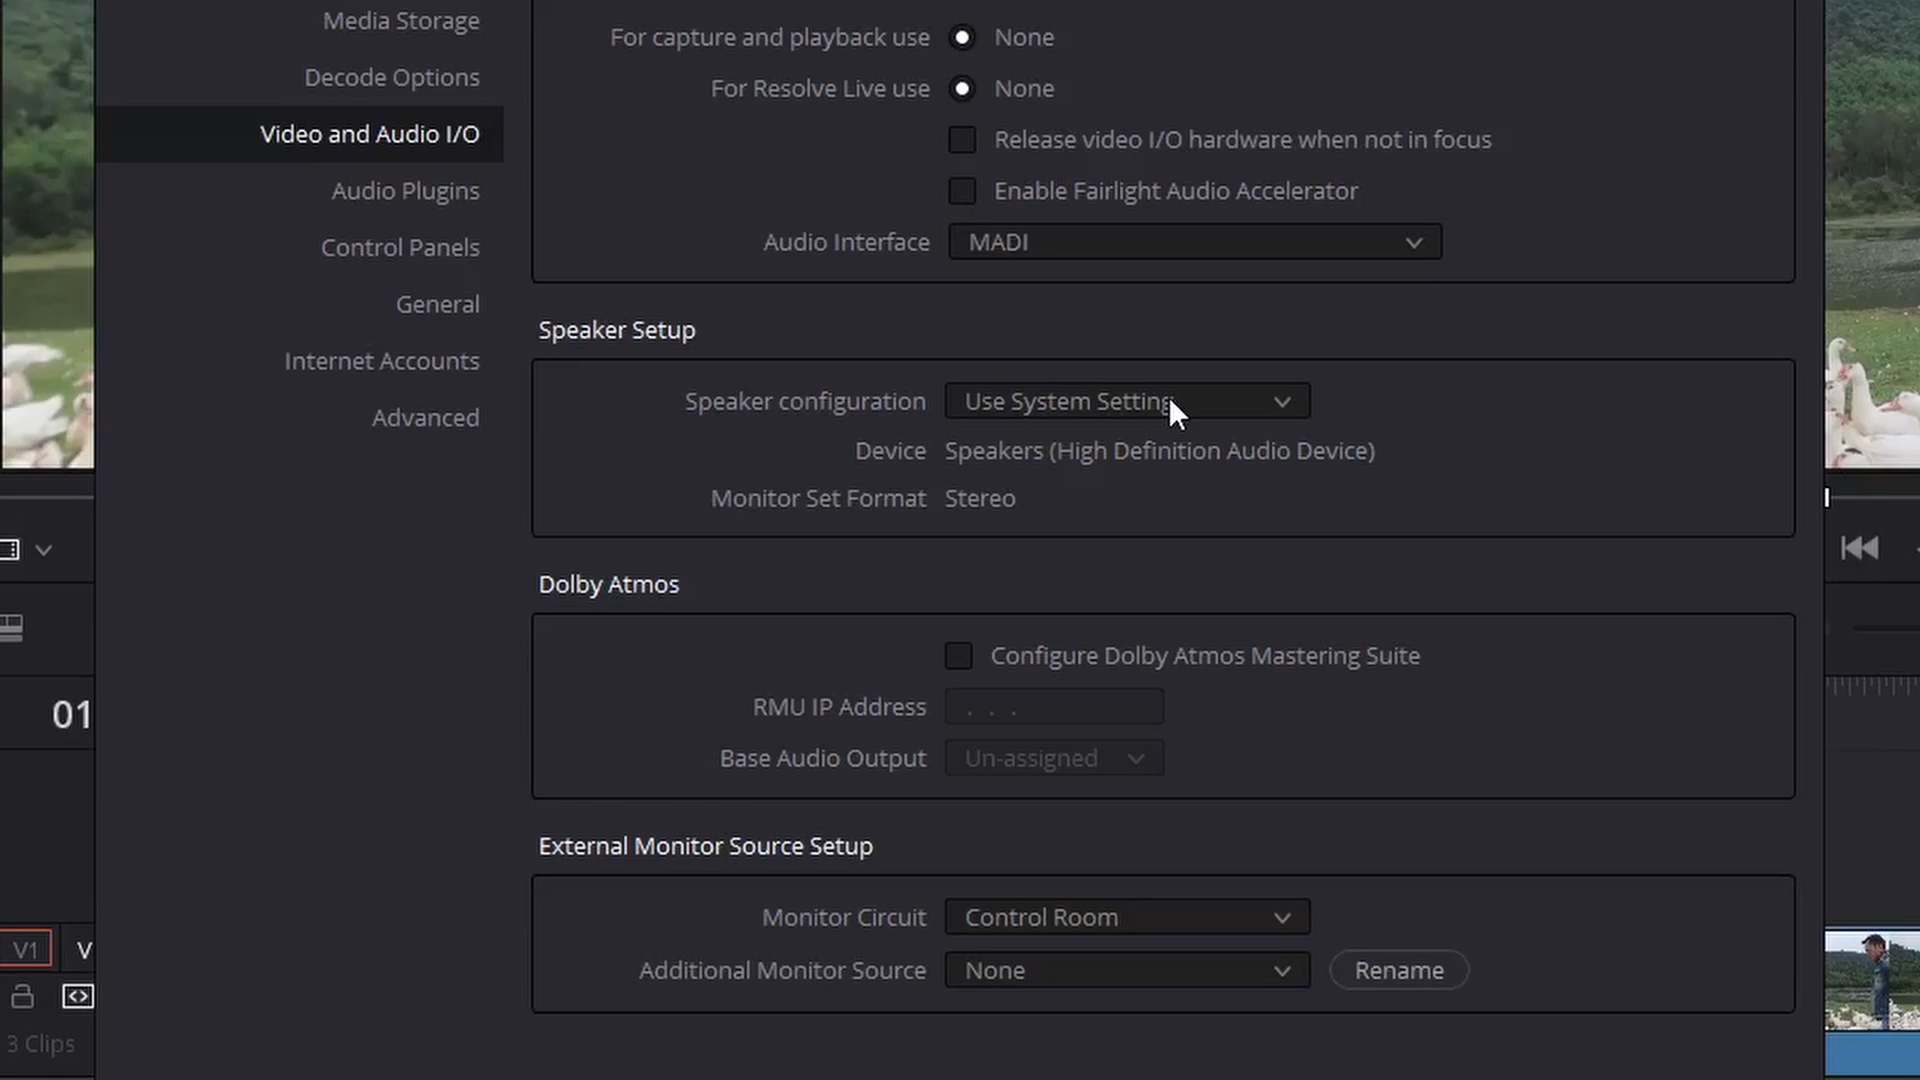 Media Storage
Decode Options
Video and Audio I/O
Audio Plugins
Control Panels
General
Internet Accounts
Advanced
For capture and playback use None
For Resolve Live use None
Release video I/O hardware when not in focus
Enable Fairlight Audio Accelerator
Audio Interface MADI
Speaker Setup
Speaker configuration Use System Setting
Device Speakers (High Definition Audio Device)
Monitor Set Format Stereo
Dolby Atmos
Configure Dolby Atmos Mastering Suite
RMU IP Address . . .
Base Audio Output Un-assigned
External Monitor Source Setup
Monitor Circuit Control Room
Additional Monitor Source None Rename
01
V1 V
3 Clips